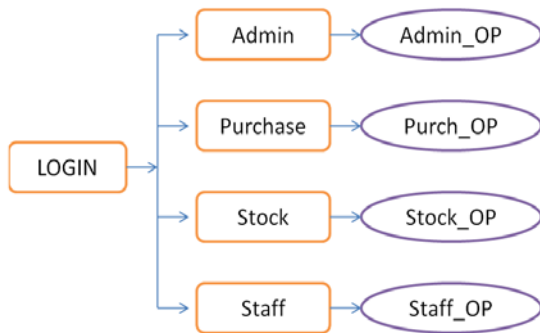 Admin
Admin_OP
Purchase
Purch_OP
LOGIN
Stock
Stock_OP
Staff
Staff_OP